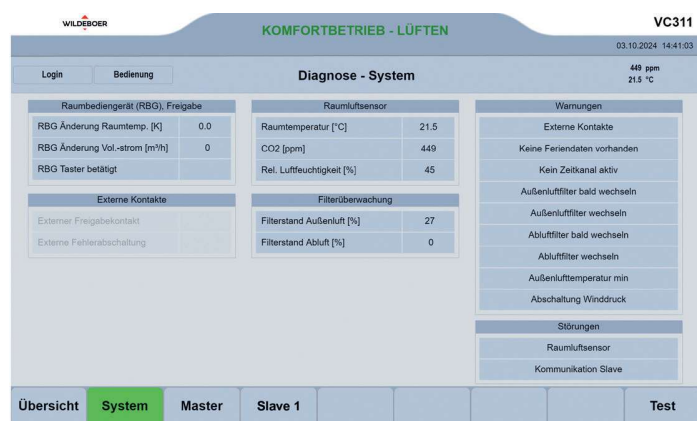 WILDEBOER
KOMFORTBETRIEB - LÜFTEN
VC311
03.10.2024 14:41:03
Login
Bedienung
Diagnose - System
449 ppm
21.5 °C
Raumbediengerät (RBG), Freigabe
RBG Änderung Raumtemp. [K] 0.0
RBG Änderung Vol.-strom [m³/h] 0
RBG Taster betätigt
Externe Kontakte
Externer Freigabekontakt
Externe Fehlerabschaltung
Raumluftsensor
Raumtemperatur [°C] 21.5
CO2 [ppm] 449
Rel. Luftfeuchtigkeit [%] 45
Filterüberwachung
Filterstand Außenluft [%] 27
Filterstand Abluft [%] 0
Warnungen
Externe Kontakte
Keine Feriendaten vorhanden
Kein Zeitkanal aktiv
Außenluftfilter bald wechseln
Außenluftfilter wechseln
Abluftfilter bald wechseln
Abluftfilter wechseln
Außenlufttemperatur min
Abschaltung Winddruck
Störungen
Raumluftsensor
Kommunikation Slave
Übersicht
System
Master
Slave 1
Test